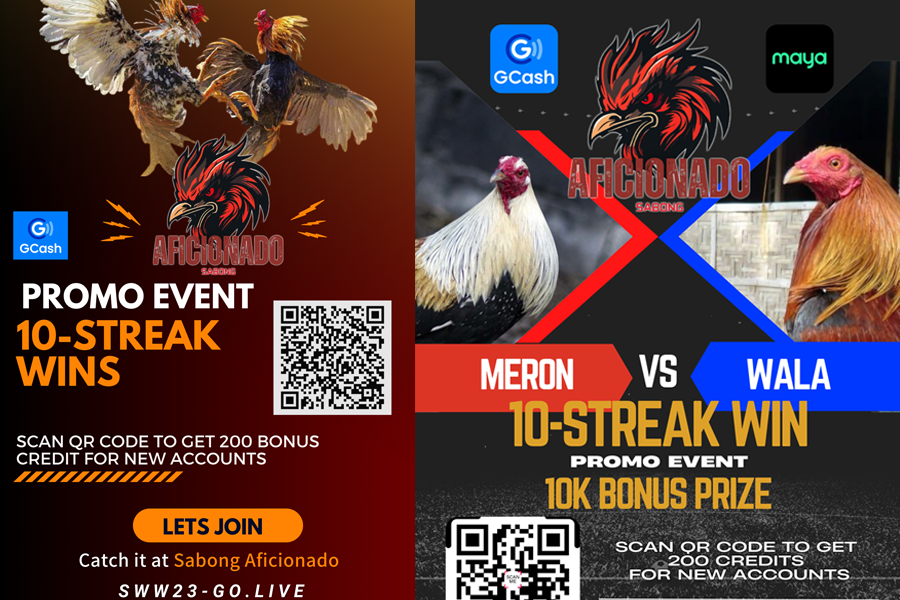 GCash
AFICIONADO
SABONG
PROMO EVENT
10-STREAK
WINS
SCAN QR CODE TO GET 200 BONUS
CREDIT FOR NEW ACCOUNTS
LETS JOIN
Catch it at Sabong Aficionado
SWW23-GO.LIVE
GCash
maya
AFICIONADO
SABONG
MERON VS WALA
10-STREAK WIN
PROMO EVENT
10K BONUS PRIZE
SCAN ME
SCAN QR CODE TO GET
200 CREDITS
FOR NEW ACCOUNTS